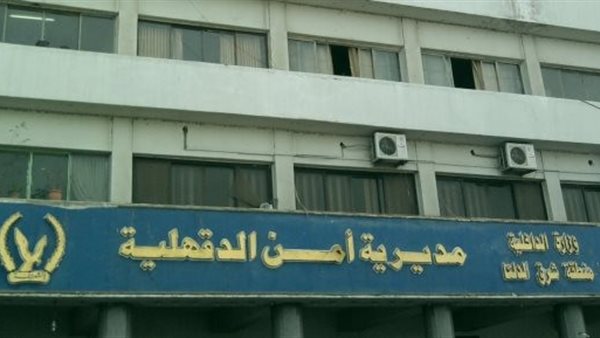 وزارة الداخلية
منطقة شرق الدلتا
مديرية أمن الدقهلية